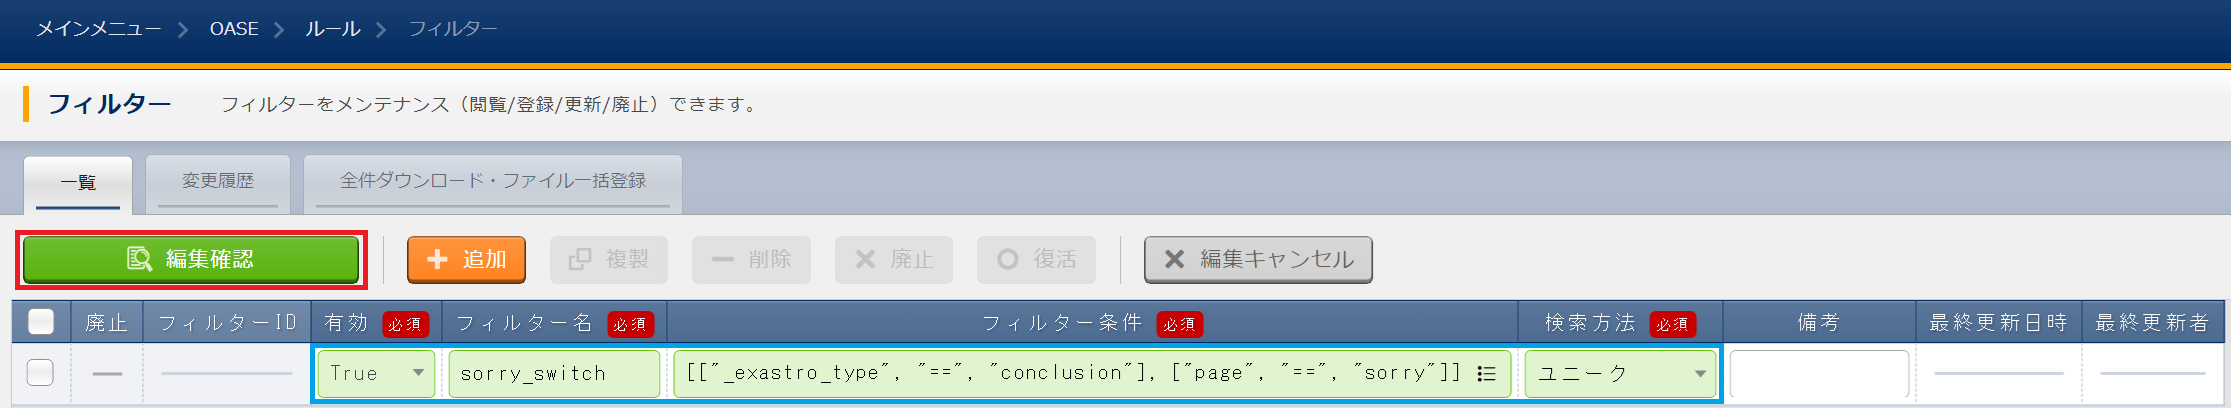 メインメニュー > OASE > ルール > フィルター
フィルター フィルターをメンテナンス（閲覧/登録/更新/廃止）できます。
一覧 変更履歴 全件ダウンロード・ファイル一括登録
編集確認 追加 複製 削除 廃止 復活 編集キャンセル
廃止 フィルターID 有効 必須 フィルター名 必須 フィルター条件 必須 検索方法 必須 備考 最終更新日時 最終更新者
True sorry_switch [["_exastro_type", "==", "conclusion"], ["page", "==", "sorry"]] ユニーク